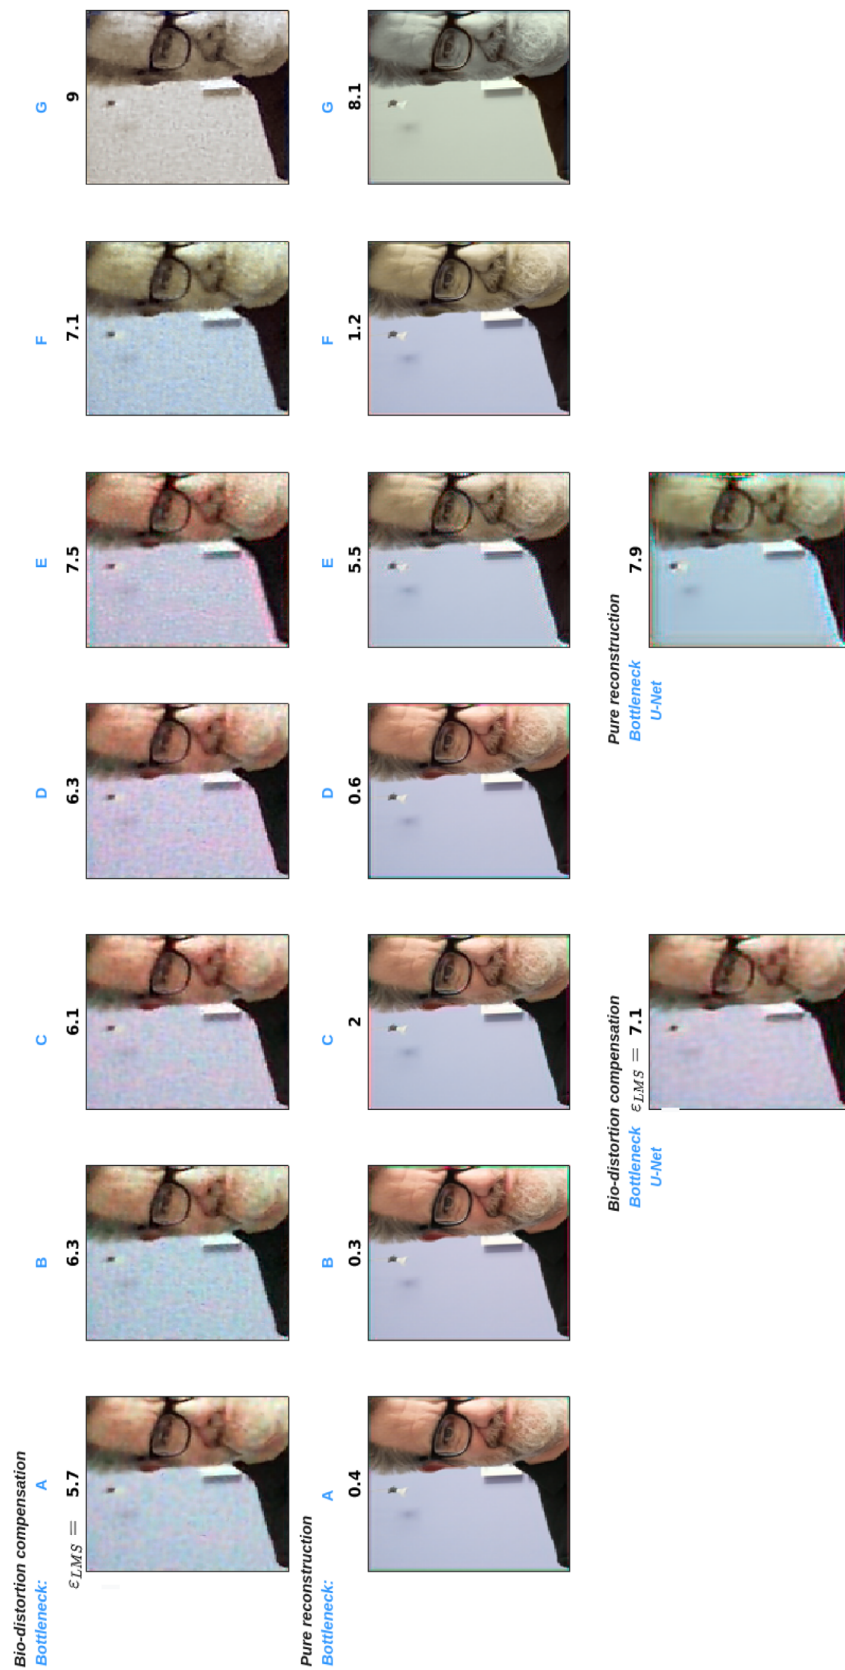 Bio-distortion compensation
Bottleneck: A B C D E F G
εLMS = 5.7 6.3 6.1 6.3 7.5 7.1 9
Pure reconstruction
Bottleneck: A B C D E F G
0.4 0.3 2 0.6 5.5 1.2 8.1
Bio-distortion compensation
Bottleneck εLMS = 7.1
U-Net
Pure reconstruction
Bottleneck 7.9
U-Net